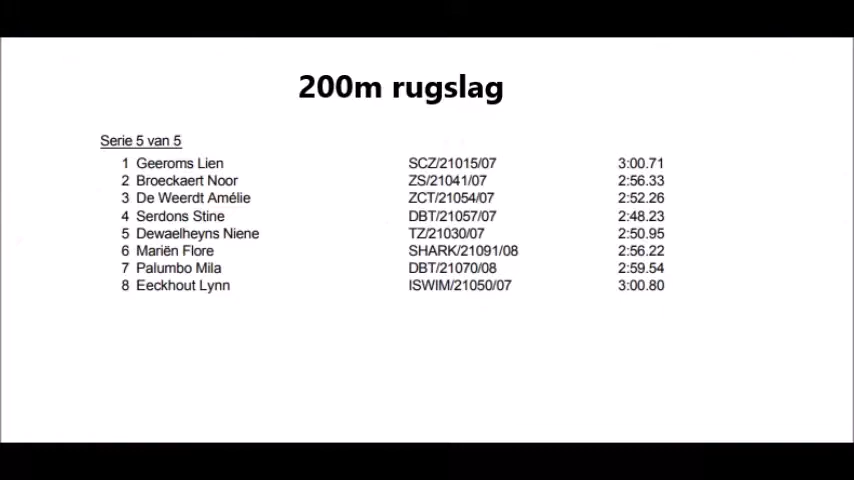 200m rugslag
Serie 5 van 5
1 Geeroms Lien SCZ/21015/07 3:00.71
2 Broeckaert Noor ZS/21041/07 2:56.33
3 De Weerdt Amélie ZCT/21054/07 2:52.26
4 Serdons Stine DBT/21057/07 2:48.23
5 Dewaelheyns Niene TZ/21030/07 2:50.95
6 Mariën Flore SHARK/21091/08 2:56.22
7 Palumbo Mila DBT/21070/08 2:59.54
8 Eeckhout Lynn ISWIM/21050/07 3:00.80